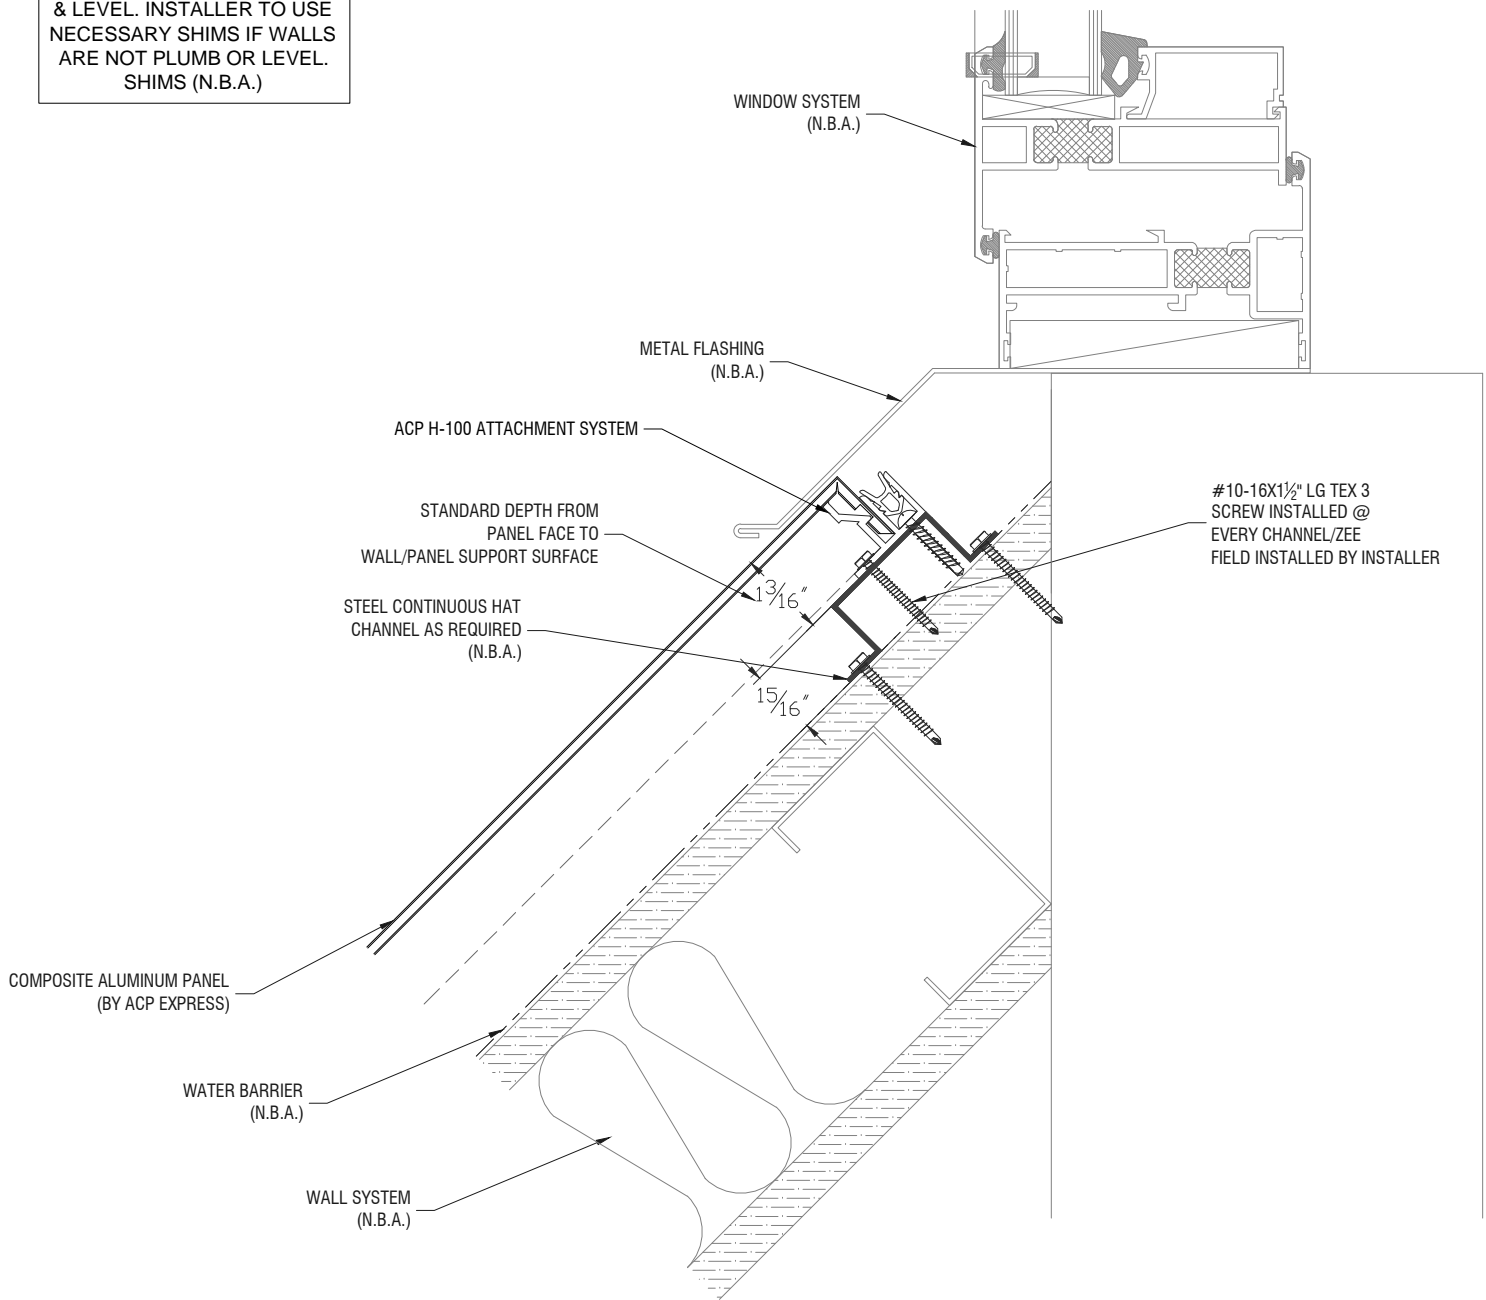 & LEVEL. INSTALLER TO USE
NECESSARY SHIMS IF WALLS
ARE NOT PLUMB OR LEVEL.
SHIMS (N.B.A.)
WINDOW SYSTEM
(N.B.A.)
METAL FLASHING
(N.B.A.)
ACP H-100 ATTACHMENT SYSTEM
STANDARD DEPTH FROM
PANEL FACE TO
WALL/PANEL SUPPORT SURFACE
#10-16X1½" LG TEX 3
SCREW INSTALLED @
EVERY CHANNEL/ZEE
FIELD INSTALLED BY INSTALLER
1 3/16"
STEEL CONTINUOUS HAT
CHANNEL AS REQUIRED
(N.B.A.)
15/16"
COMPOSITE ALUMINUM PANEL
(BY ACP EXPRESS)
WATER BARRIER
(N.B.A.)
WALL SYSTEM
(N.B.A.)